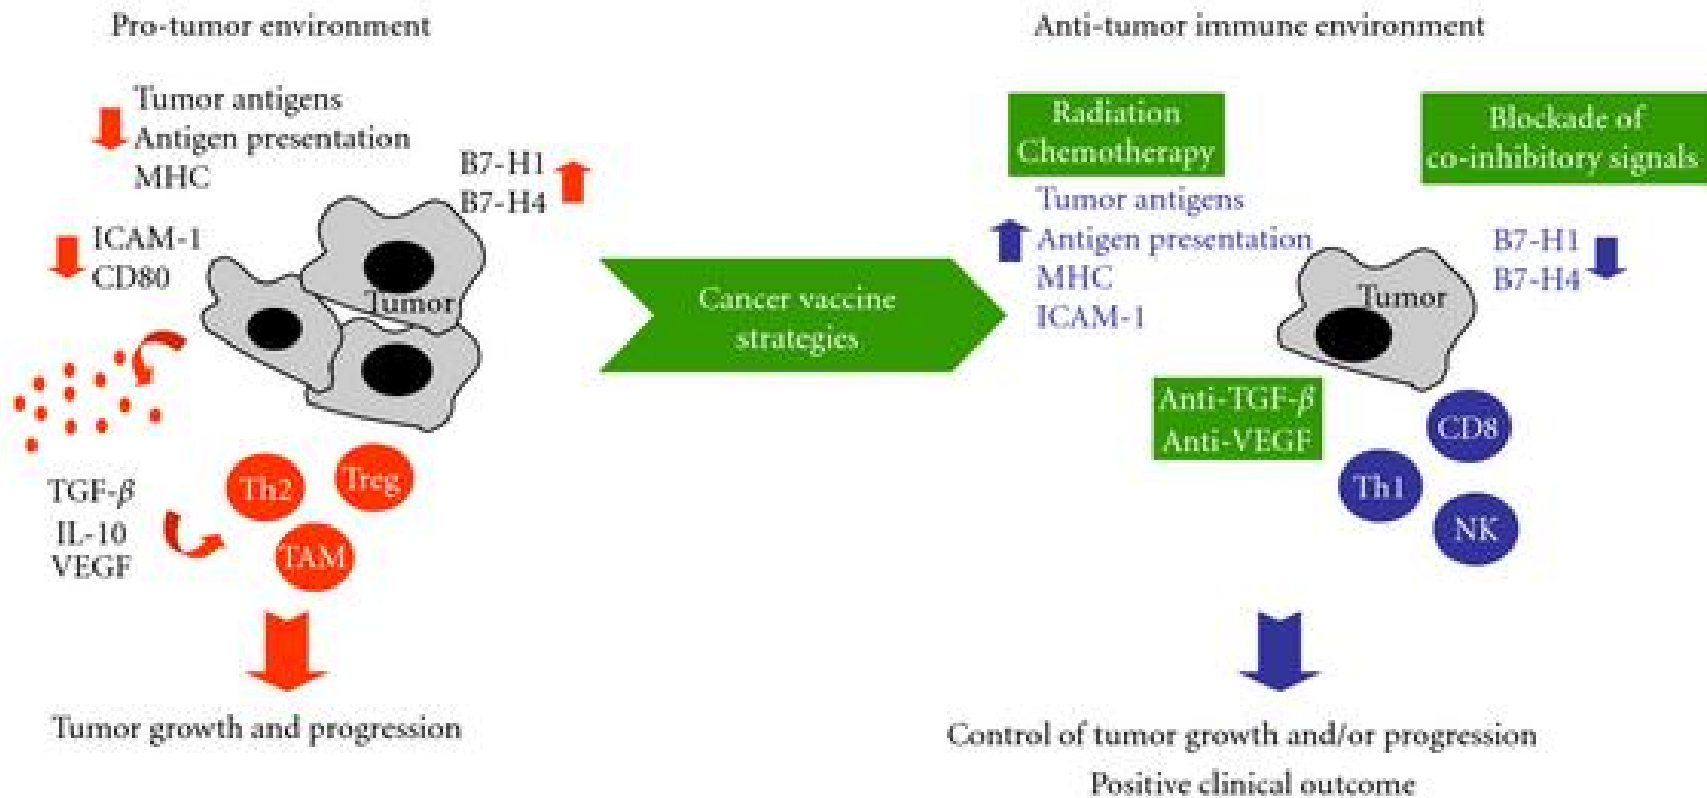 Pro-tumor environment
Tumor antigens
Antigen presentation
MHC
B7-H1
B7-H4
ICAM-1
CD80
Tumor
TGF-β
IL-10
VEGF
Th2
Treg
TAM
Tumor growth and progression
Cancer vaccine
strategies
Anti-tumor immune environment
Radiation
Chemotherapy
Blockade of
co-inhibitory signals
Tumor antigens
Antigen presentation
MHC
ICAM-1
B7-H1
B7-H4
Tumor
Anti-TGF-β
Anti-VEGF
CD8
Th1
NK
Control of tumor growth and/or progression
Positive clinical outcome